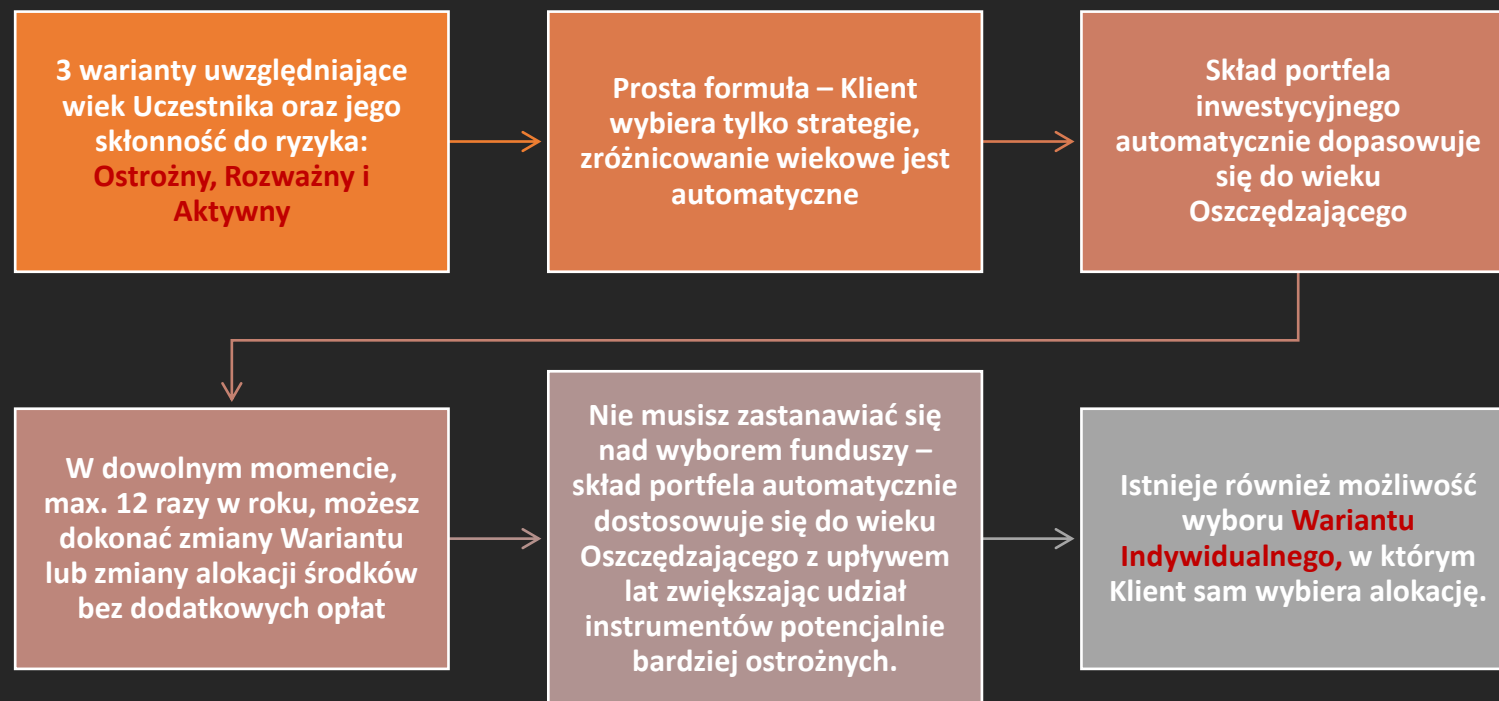 3 warianty uwzględniające
wiek Uczestnika oraz jego
skłonność do ryzyka:
Ostrożny, Rozważny i
Aktywny
Prosta formuła – Klient
wybiera tylko strategie,
zróżnicowanie wiekowe jest
automatyczne
Skład portfela
inwestycyjnego
automatycznie dopasowuje
się do wieku
Oszczędzającego
W dowolnym momencie,
max. 12 razy w roku, możesz
dokonać zmiany Wariantu
lub zmiany alokacji środków
bez dodatkowych opłat
Nie musisz zastanawiać się
nad wyborem funduszy –
skład portfela automatycznie
dostosowuje się do wieku
Oszczędzającego z upływem
lat zwiększając udział
instrumentów potencjalnie
bardziej ostrożnych.
Istnieje również możliwość
wyboru Wariantu
Indywidualnego, w którym
Klient sam wybiera alokację.